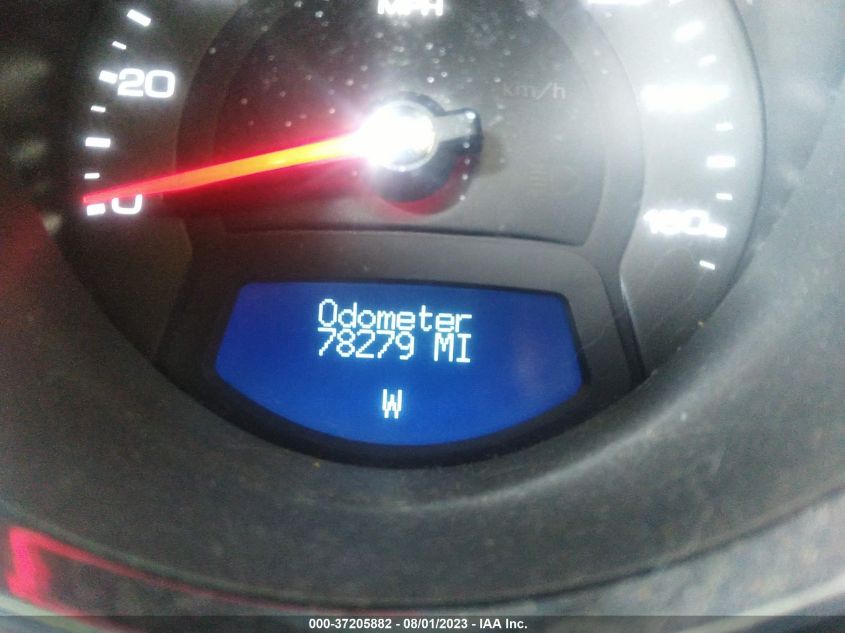 MPH
20
km/h
0
160
Odometer
78279 MI
W
000-37205882 - 08/01/2023 - IAA Inc.